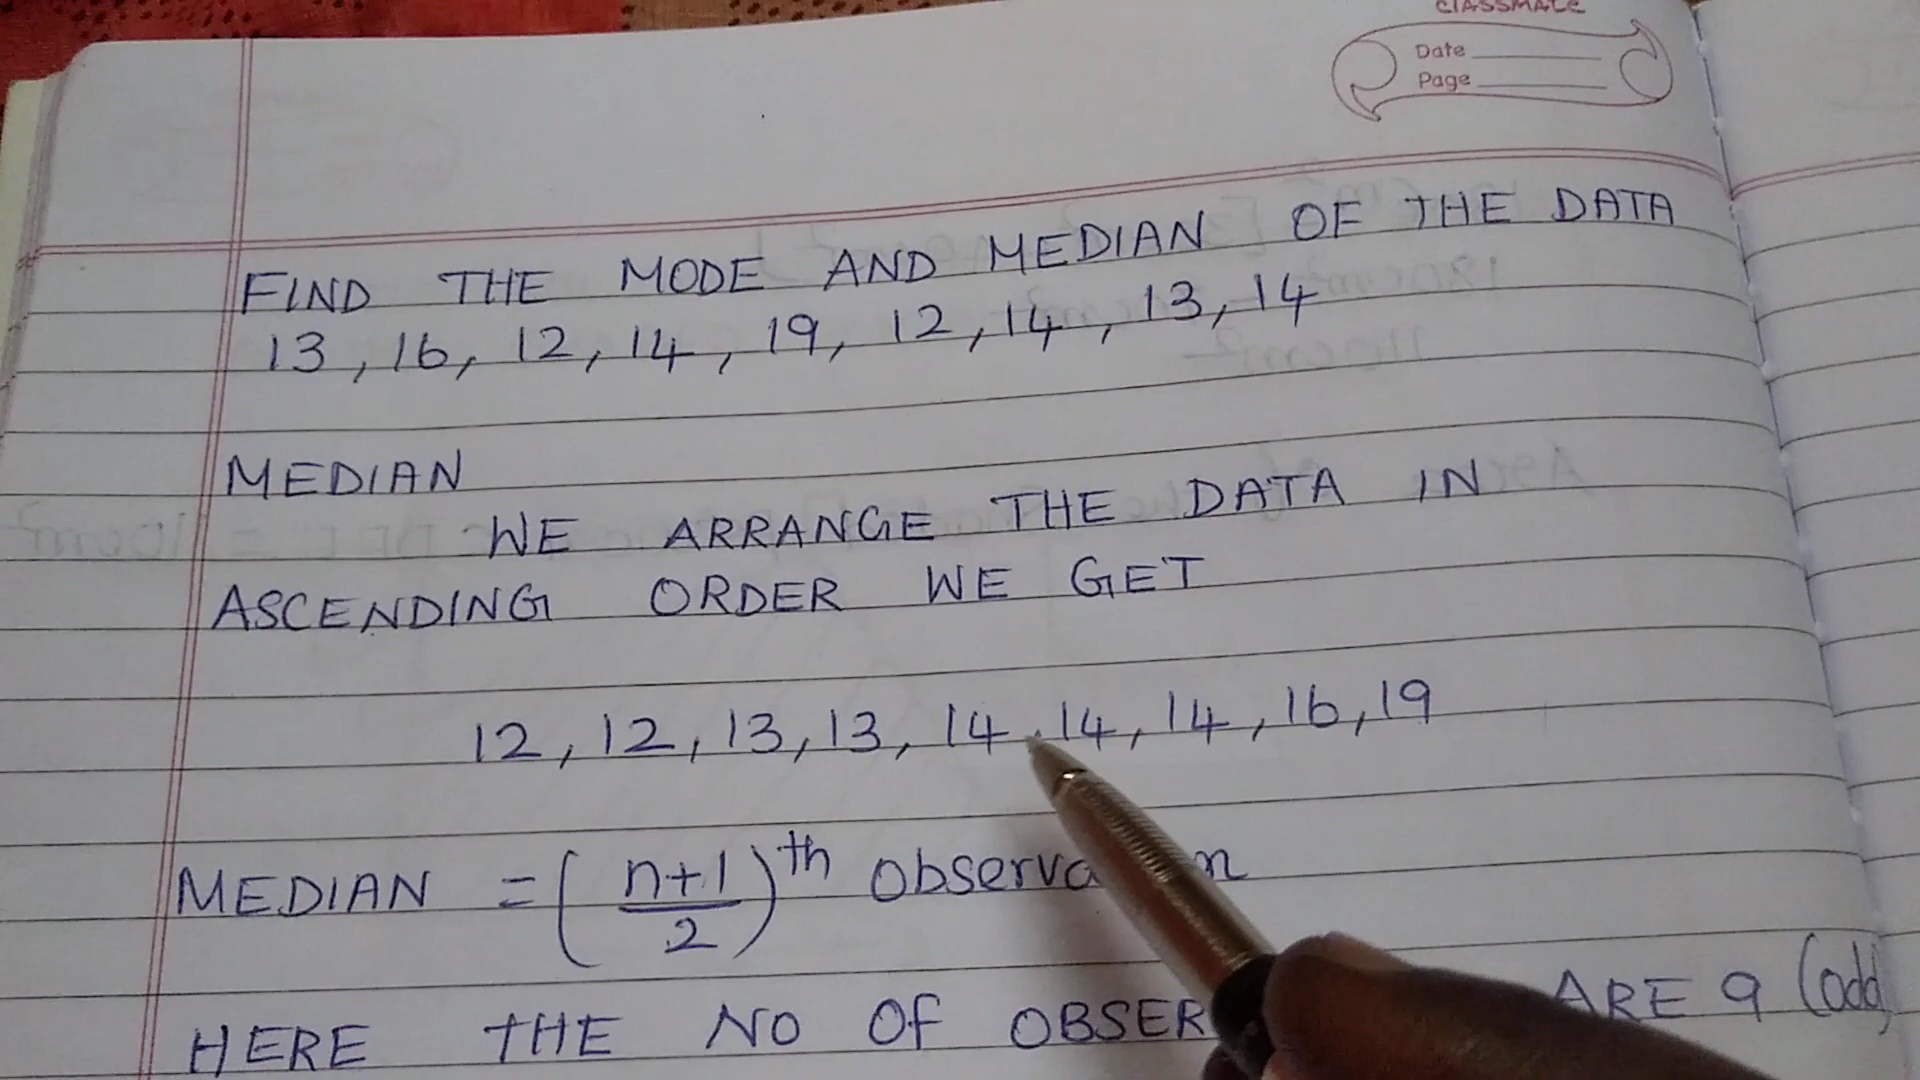 classmate
Date
Page
FIND THE MODE AND MEDIAN OF THE DATA
13, 16, 12, 14, 19, 12, 14, 13, 14
MEDIAN
WE ARRANGE THE DATA IN
ASCENDING ORDER WE GET
12, 12, 13, 13, 14, 14, 14, 16, 19
MEDIAN = (n+1/2)th Observa n
HERE THE NO OF OBSER ARE 9 (odd)